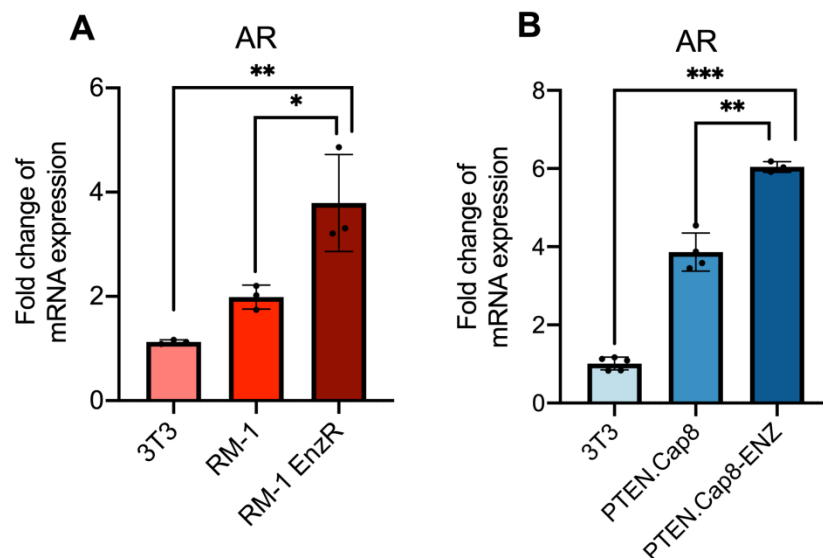 A
AR
**
*
Fold change of
mRNA expression
6
4
2
0
3T3
RM-1
RM-1 EnzR
B
AR
***
**
Fold change of
mRNA expression
8
6
4
2
0
3T3
PTEN.Cap8
PTEN.Cap8-ENZ